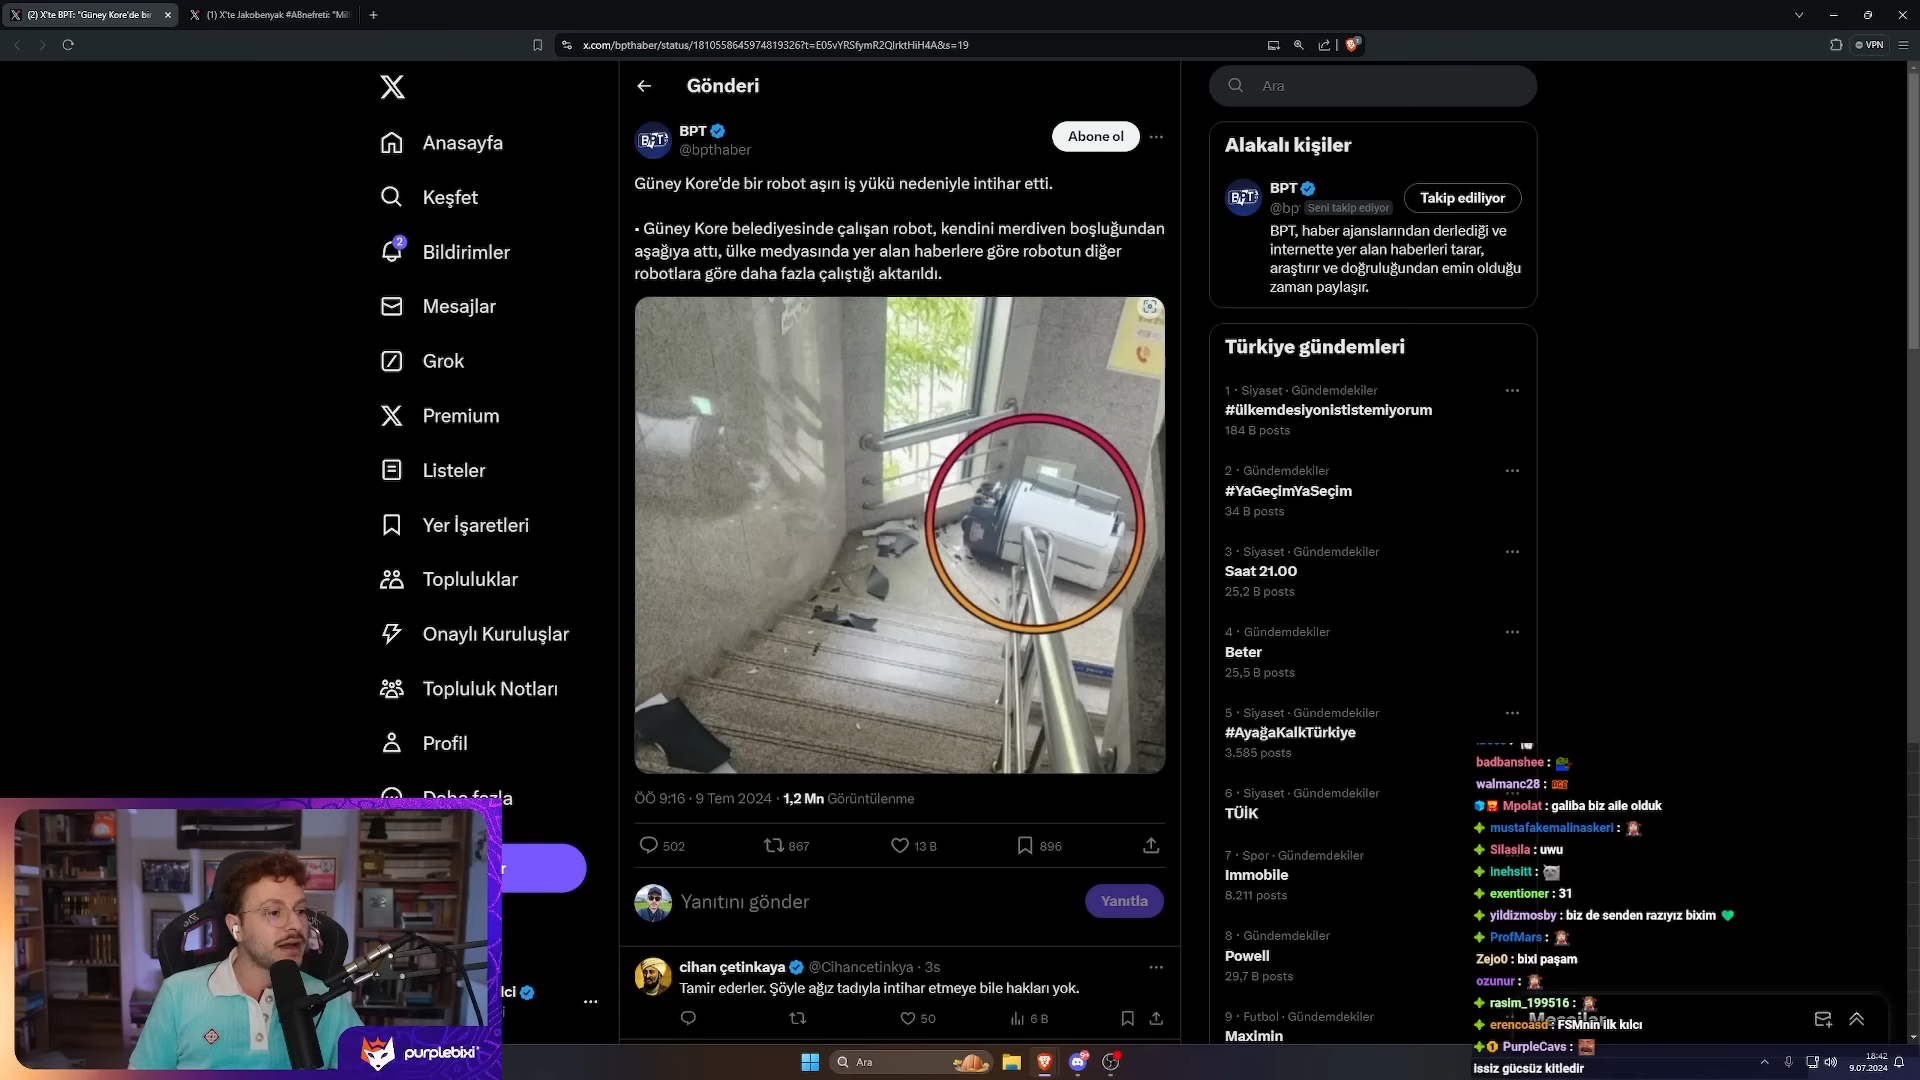 (2) X'te BPT: "Güney Kore'de bir
(1) X'te Jakobenyak #ABnefreti: "Mill
x.com/bpthaber/status/1810558645974819326?t=E05vYRSfymR2QlrktHiH4A&s=19
VPN
Anasayfa
Keşfet
2
Bildirimler
Mesajlar
Grok
Premium
Listeler
Yer İşaretleri
Topluluklar
Onaylı Kuruluşlar
Topluluk Notları
Profil
Daha fazla
lci
purplebixi
Gönderi
BPT
@bpthaber
Abone ol
Güney Kore'de bir robot aşırı iş yükü nedeniyle intihar etti.
• Güney Kore belediyesinde çalışan robot, kendini merdiven boşluğundan
aşağıya attı, ülke medyasında yer alan haberlere göre robotun diğer
robotlara göre daha fazla çalıştığı aktarıldı.
ÖÖ 9:16 · 9 Tem 2024 · 1,2 Mn Görüntülenme
502 867 13 B 896
Yanıtını gönder
Yanıtla
cihan çetinkaya @Cihancetinkya · 3s
Tamir ederler. Şöyle ağız tadıyla intihar etmeye bile hakları yok.
50 6 B
Ara
Alakalı kişiler
BPT
@bp Seni takip ediyor
Takip ediliyor
BPT, haber ajanslarından derlediği ve
internette yer alan haberleri tarar,
araştırır ve doğruluğundan emin olduğu
zaman paylaşır.
Türkiye gündemleri
1 · Siyaset · Gündemdekiler
#ülkemdesiyonististemiyorum
184 B posts
2 · Gündemdekiler
#YaGeçimYaSeçim
34 B posts
3 · Siyaset · Gündemdekiler
Saat 21.00
25,2 B posts
4 · Gündemdekiler
Beter
25,5 B posts
5 · Siyaset · Gündemdekiler
#AyağaKalkTürkiye
3.585 posts
6 · Siyaset · Gündemdekiler
TÜİK
7 · Spor · Gündemdekiler
Immobile
8.211 posts
8 · Gündemdekiler
Powell
29,7 B posts
9 · Futbol · Gündemdekiler
Maximin
Mesajlar
badbanshee :
walmanc28 :
Mpolat : galiba biz aile olduk
mustafakemalinaskeri :
Silasila : uwu
inehsitt :
exentioner : 31
yildizmosby : biz de senden razıyız bixim
ProfMars :
Zejo0 : bixi paşam
ozunur :
rasim_199516 :
erencoasd : FSMnin ilk kılcı
PurpleCavs :
issiz gücsüz kitledir
Ara
18:42
9.07.2024